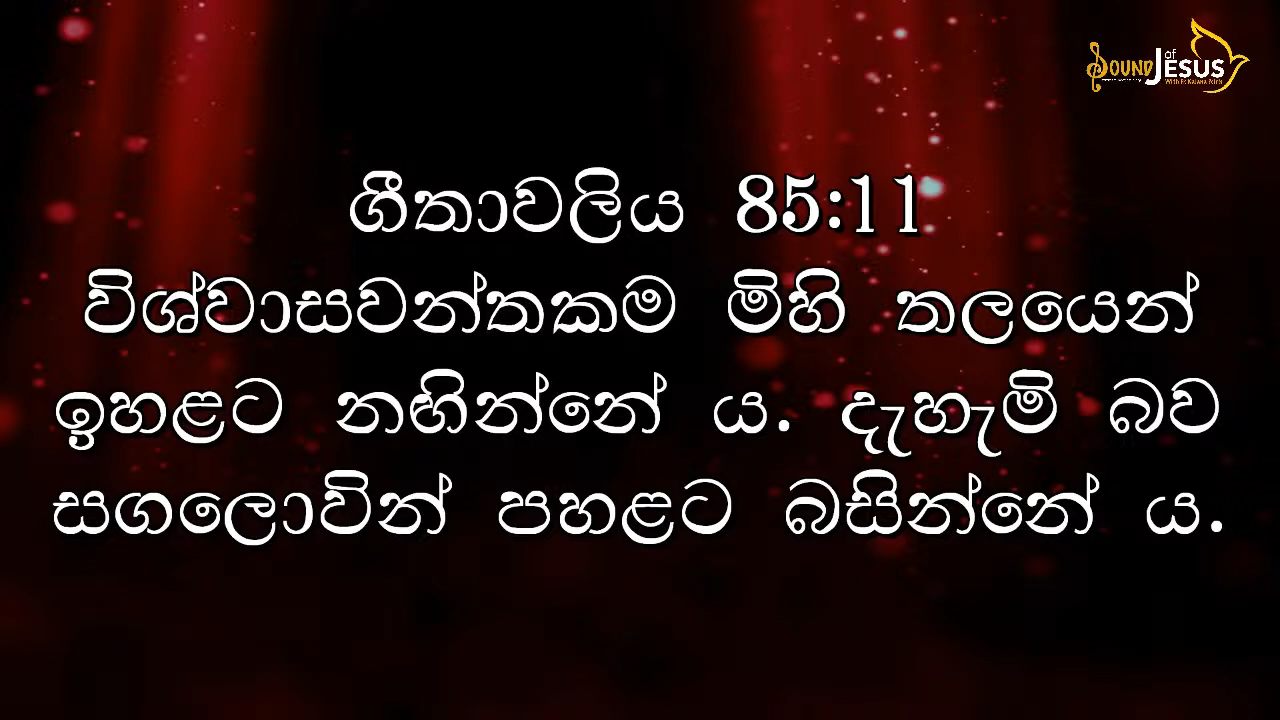 SOUND of JESUS
ගීතාවලිය 85:11
විශ්වාසවන්තකම මිහි තලයෙන්
ඉහළට නඟින්නේ ය. දැහැමි බව
සගලොවින් පහළට බසින්නේ ය.